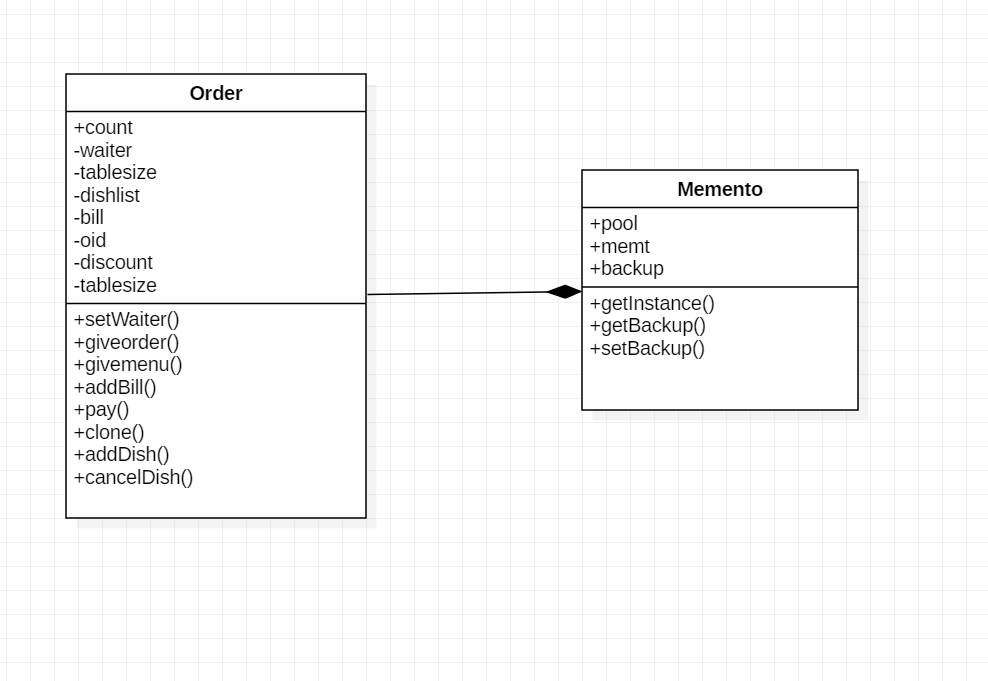 Order
+count
-waiter
-tablesize
-dishlist
-bill
-oid
-discount
-tablesize
+setWaiter()
+giveorder()
+givemenu()
+addBill()
+pay()
+clone()
+addDish()
+cancelDish()
Memento
+pool
+memt
+backup
+getInstance()
+getBackup()
+setBackup()